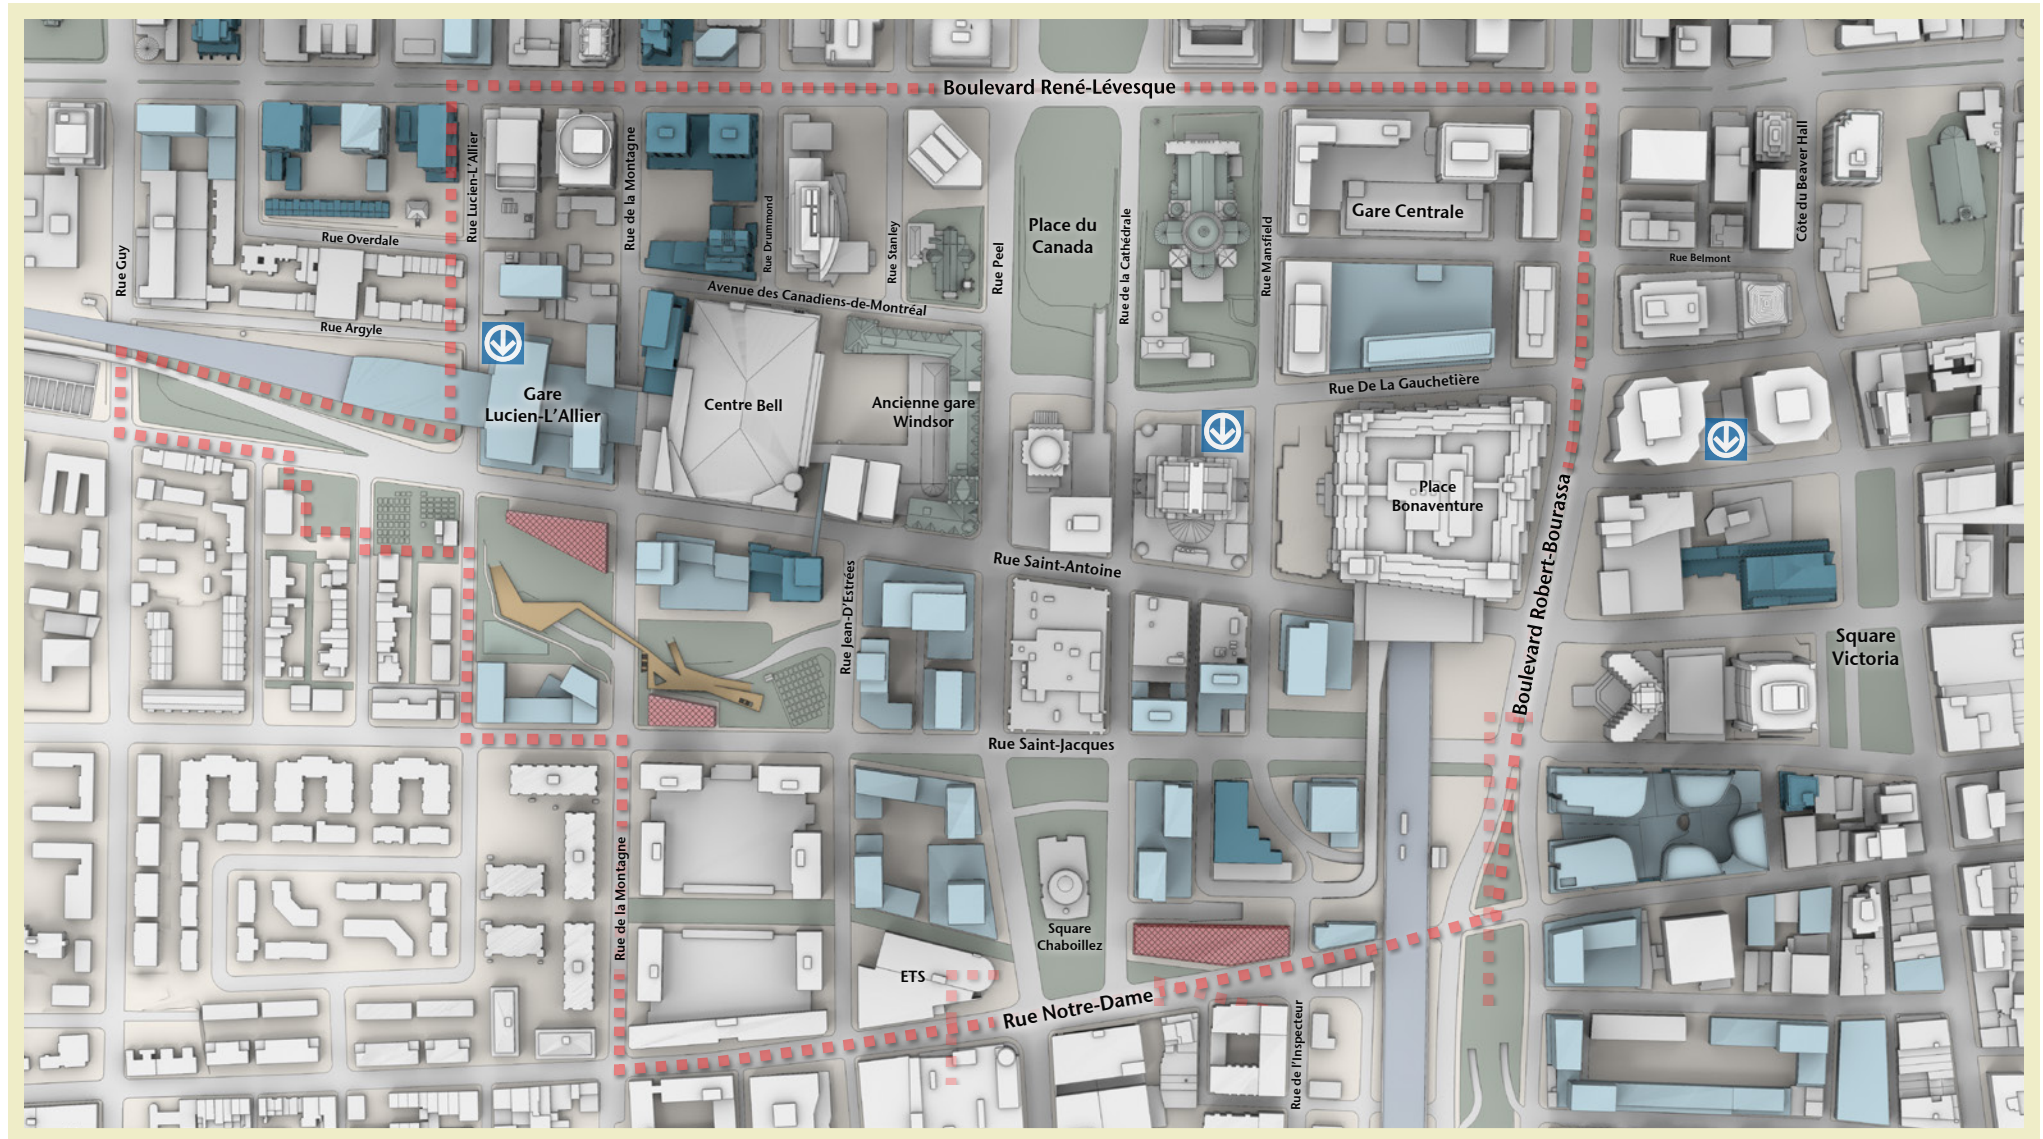 Boulevard René-Lévesque
Rue Guy
Rue Overdale
Rue Argyle
Rue Lucien-L'Allier
Rue de la Montagne
Rue Drummond
Rue Stanley
Rue Peel
Place du
Canada
Rue de la Cathédrale
Rue Mansfield
Gare Centrale
Côte du Beaver Hall
Rue Belmont
Avenue des Canadiens-de-Montréal
Gare
Lucien-L'Allier
Centre Bell
Ancienne gare
Windsor
Rue De La Gauchetière
Place
Bonaventure
Boulevard Robert-Bourassa
Rue Saint-Antoine
Rue Jean-D'Estrées
Square
Victoria
Rue Saint-Jacques
Rue de la Montagne
Square
Chaboillez
ETS
Rue Notre-Dame
Rue de l'Inspecteur